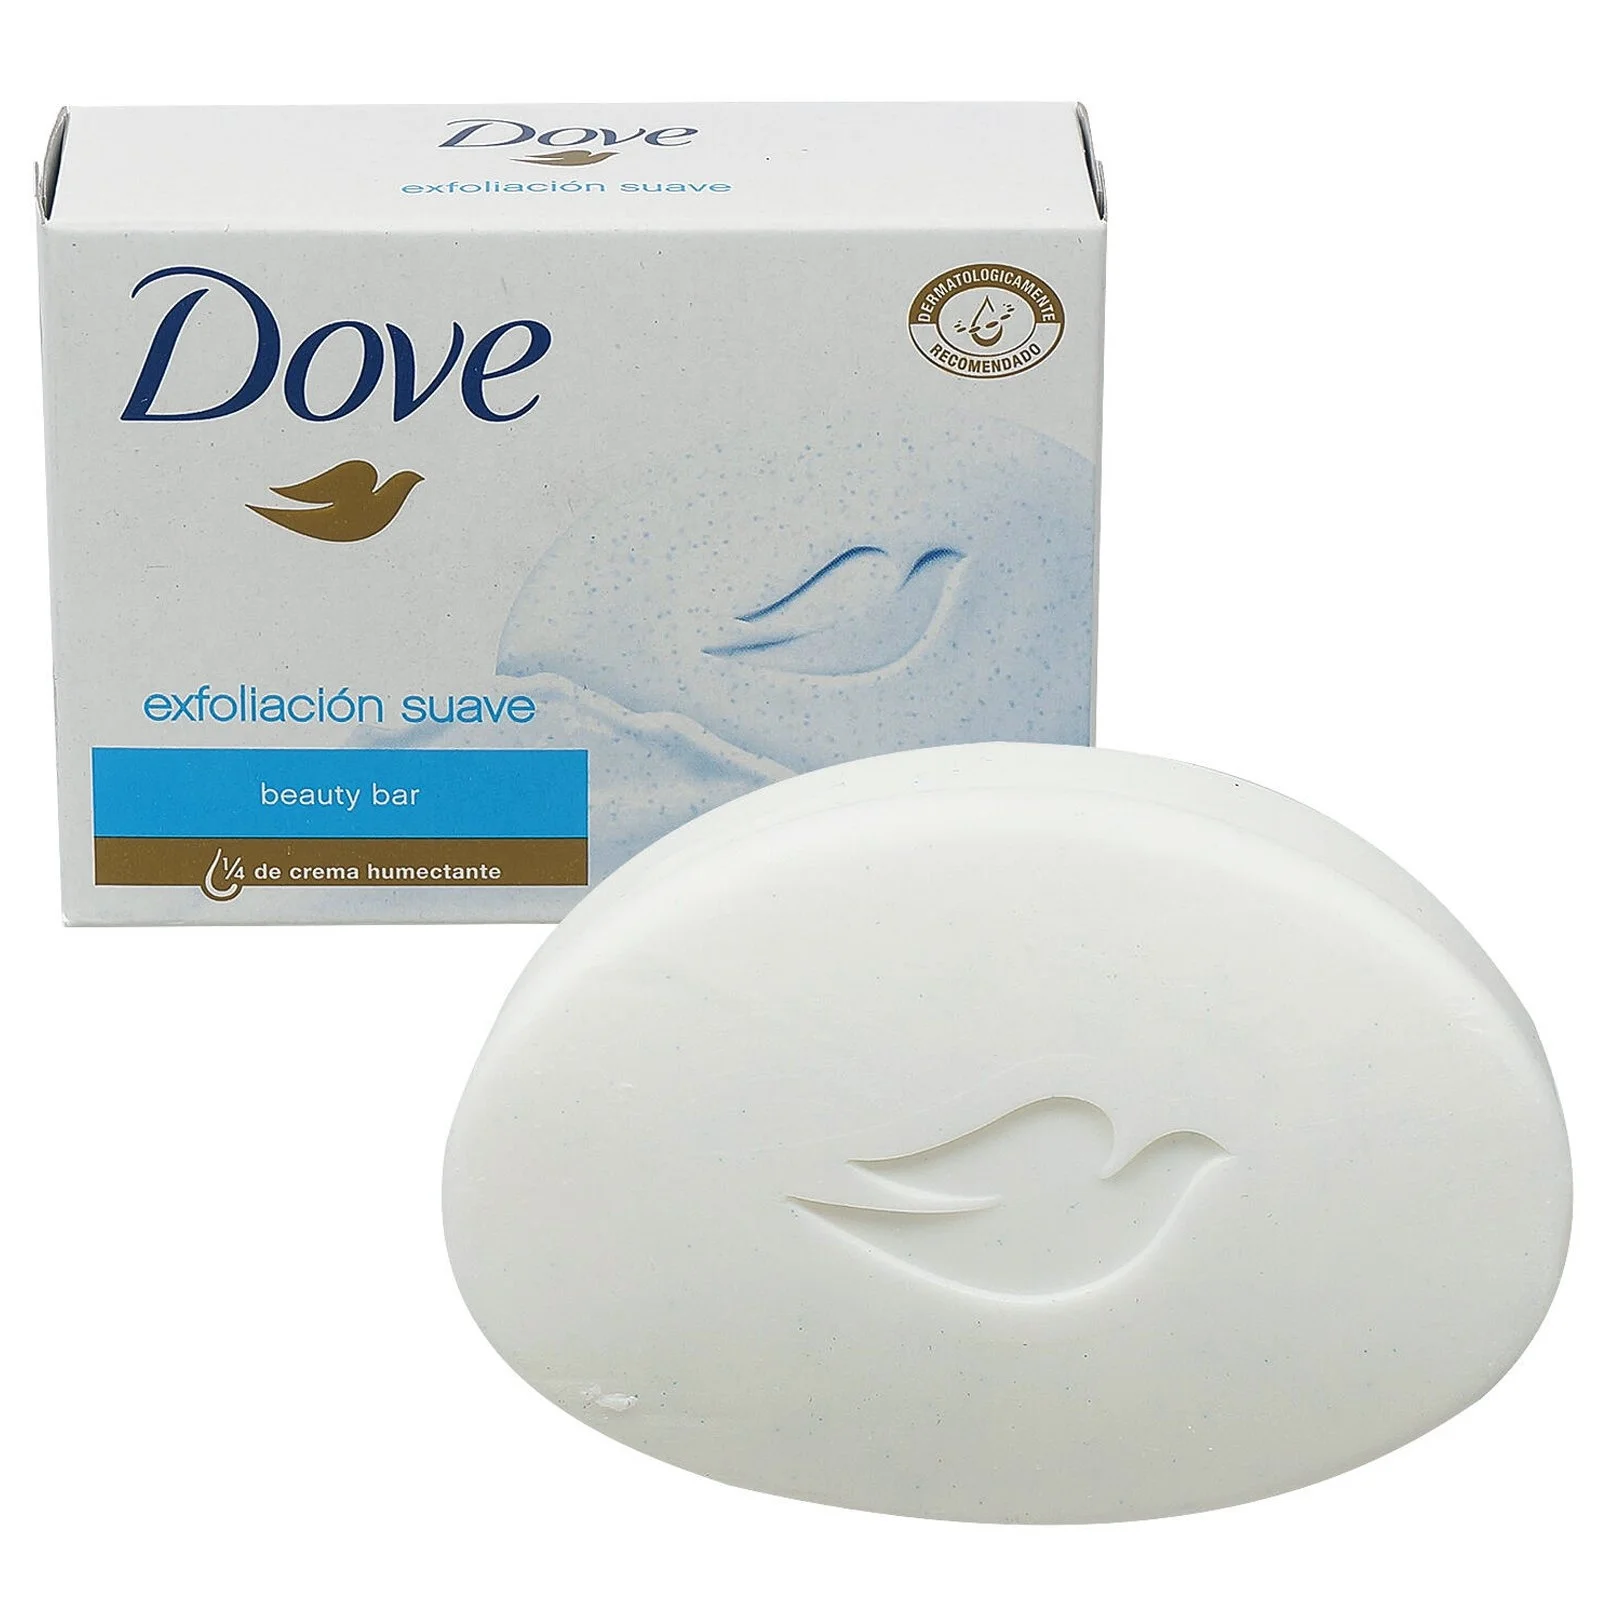 Dove
exfoliación suave
Dove
DERMATOLOGICAMENTE
RECOMENDADO
exfoliación suave
beauty bar
1/4 de crema humectante